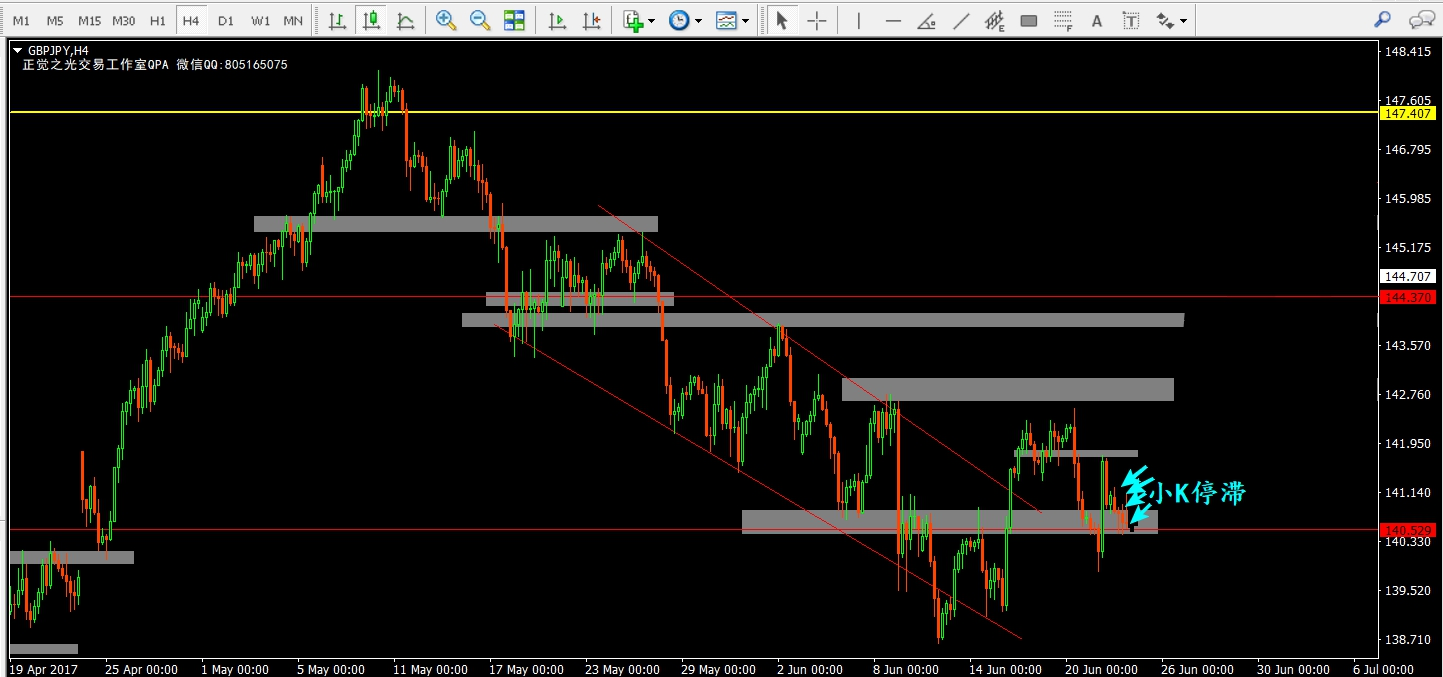 M1 M5 M15 M30 H1 H4 D1 W1 MN
E F A T
GBPJPY,H4
正觉之光交易工作室QPA 微信QQ:805165075
148.415
147.605
147.407
146.795
145.985
145.175
144.707
144.370
143.570
142.760
141.950
141.140
小K停滞
140.529
140.330
139.520
138.710
19 Apr 2017 25 Apr 00:00 1 May 00:00 5 May 00:00 11 May 00:00 17 May 00:00 23 May 00:00 29 May 00:00 2 Jun 00:00 8 Jun 00:00 14 Jun 00:00 20 Jun 00:00 26 Jun 00:00 30 Jun 00:00 6 Jul 00:00